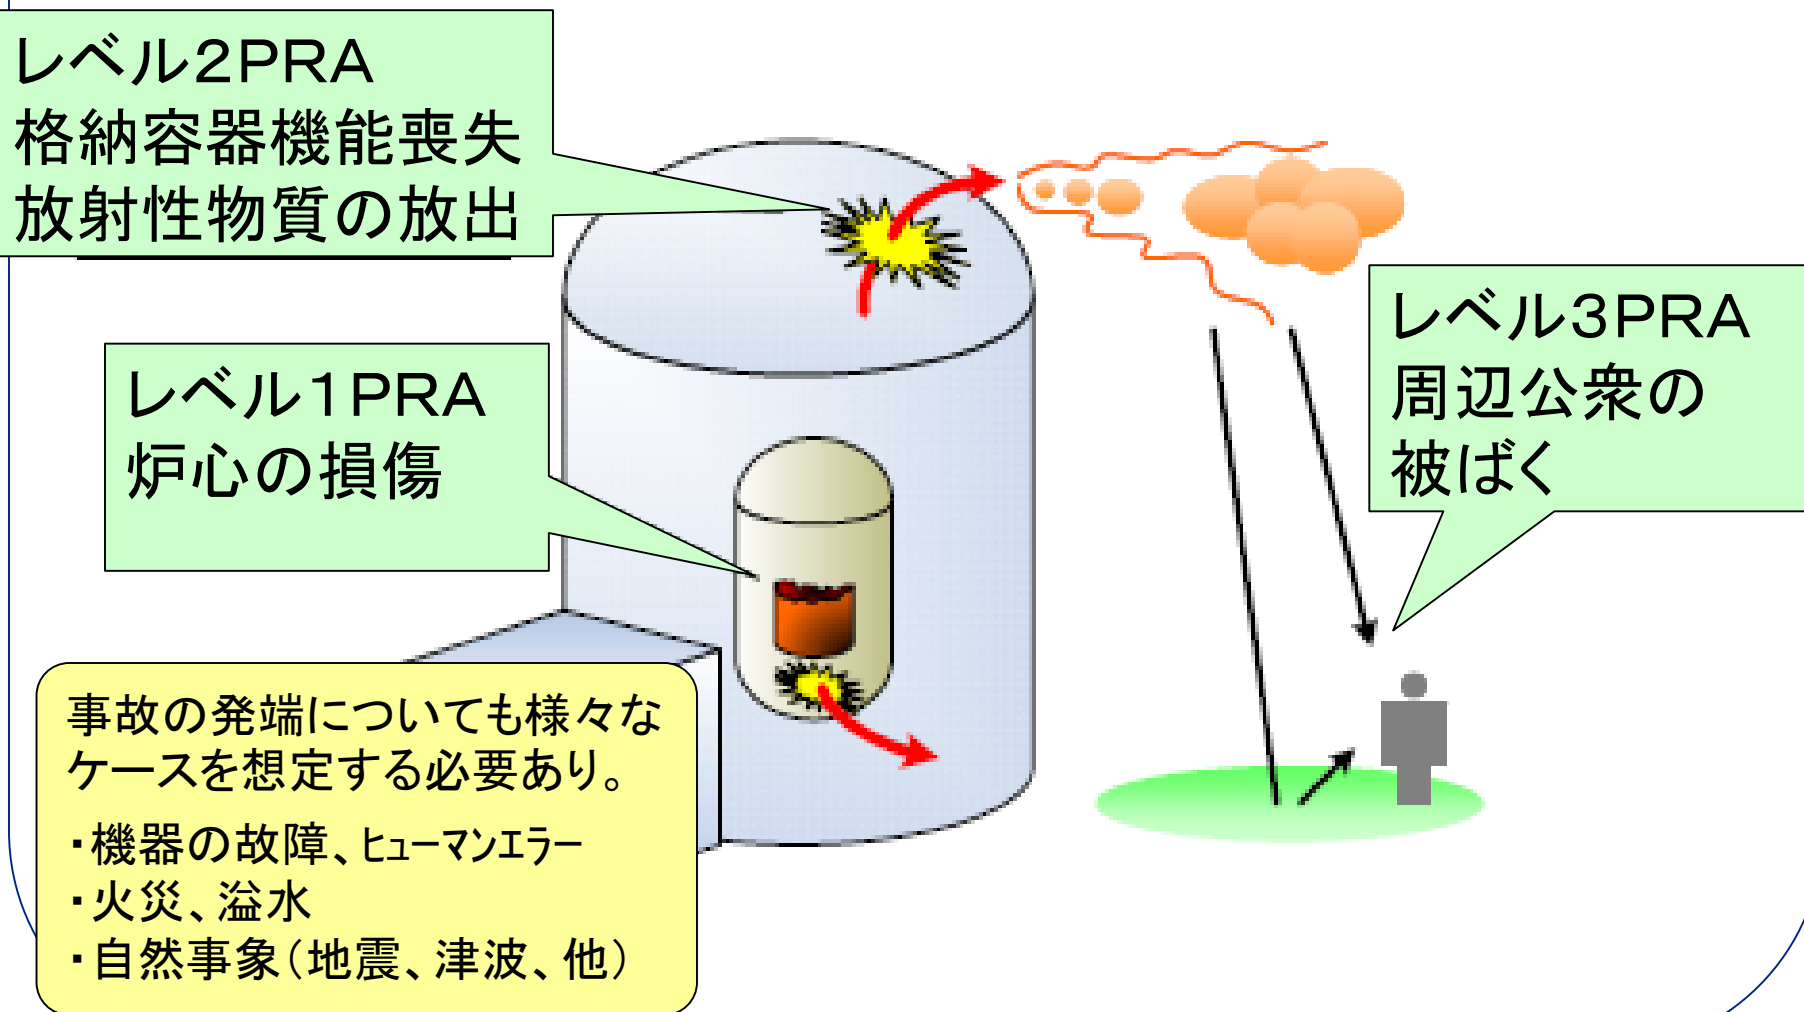 レベル2PRA
格納容器機能喪失
放射性物質の放出
レベル1PRA
炉心の損傷
レベル3PRA
周辺公衆の
被ばく
事故の発端についても様々な
ケースを想定する必要あり。
・機器の故障、ﾋｭｰﾏﾝｴﾗｰ
・火災、溢水
・自然事象(地震、津波、他)